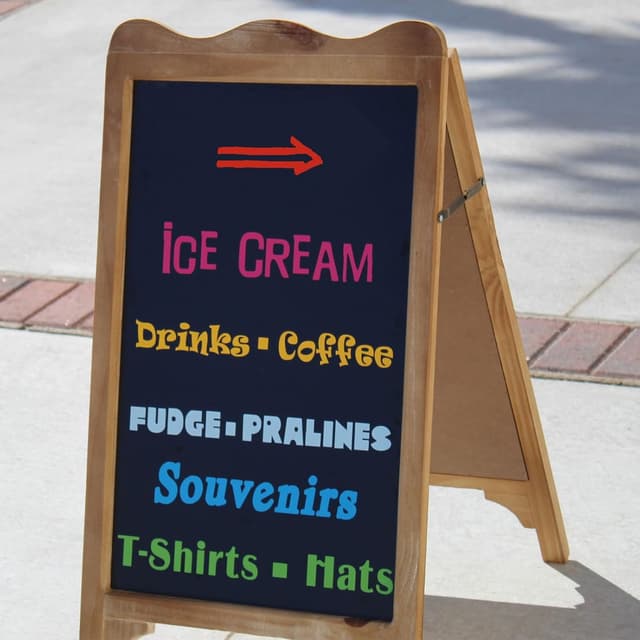 ICE CREAM
Drinks ▪ Coffee
FUDGE ▪ PRALINES
Souvenirs
T-Shirts ▪ Hats